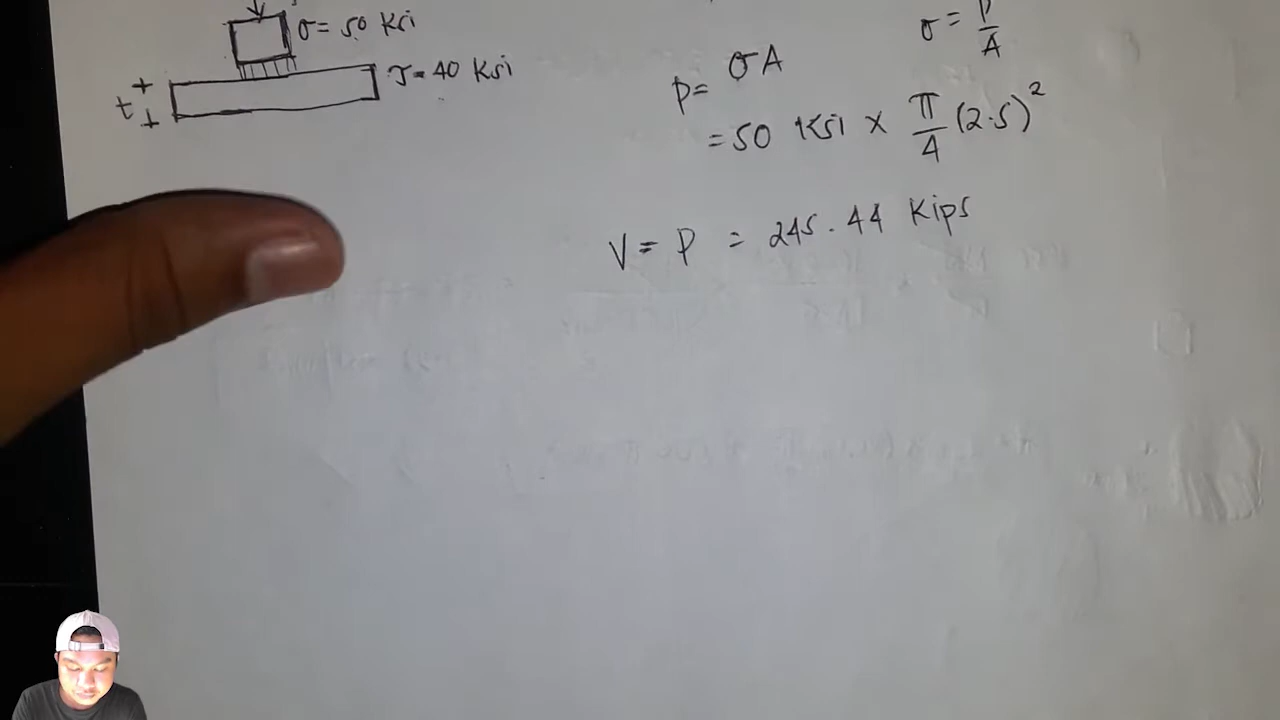 σ = 50 Ksi
τ = 40 Ksi
t
σ = P/A
P = σA
= 50 Ksi × π/4 (2.5)²
V = P = 245.44 Kips